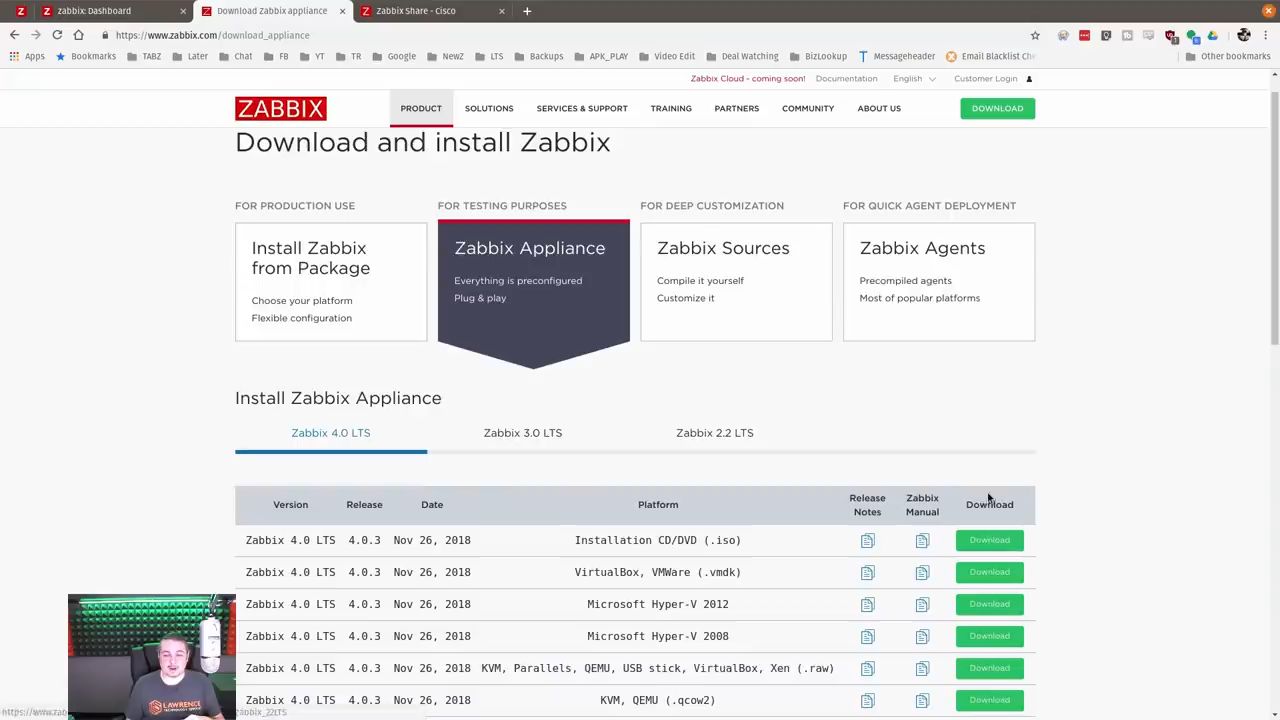 zabbix: Dashboard
Download Zabbix appliance
Zabbix Share - Cisco
https://www.zabbix.com/download_appliance
Apps
Bookmarks
TABZ
Later
Chat
FB
YT
TR
Google
NewZ
LTS
Backups
APK_PLAY
Video Edit
Deal Watching
BizLookup
Messageheader
Email Blacklist Che
Other bookmarks
Zabbix Cloud - coming soon!
Documentation
English
Customer Login
ZABBIX
PRODUCT
SOLUTIONS
SERVICES & SUPPORT
TRAINING
PARTNERS
COMMUNITY
ABOUT US
DOWNLOAD
Download and install Zabbix
FOR PRODUCTION USE
Install Zabbix
from Package
Choose your platform
Flexible configuration
FOR TESTING PURPOSES
Zabbix Appliance
Everything is preconfigured
Plug & play
FOR DEEP CUSTOMIZATION
Zabbix Sources
Compile it yourself
Customize it
FOR QUICK AGENT DEPLOYMENT
Zabbix Agents
Precompiled agents
Most of popular platforms
Install Zabbix Appliance
Zabbix 4.0 LTS
Zabbix 3.0 LTS
Zabbix 2.2 LTS
Version Release Date Platform Release Notes Zabbix Manual Download
Zabbix 4.0 LTS 4.0.3 Nov 26, 2018 Installation CD/DVD (.iso) Download
Zabbix 4.0 LTS 4.0.3 Nov 26, 2018 VirtualBox, VMWare (.vmdk) Download
Zabbix 4.0 LTS 4.0.3 Nov 26, 2018 Microsoft Hyper-V 2012 Download
Zabbix 4.0 LTS 4.0.3 Nov 26, 2018 Microsoft Hyper-V 2008 Download
Zabbix 4.0 LTS 4.0.3 Nov 26, 2018 KVM, Parallels, QEMU, USB stick, VirtualBox, Xen (.raw) Download
Zabbix 4.0 LTS 4.0.3 Nov 26, 2018 KVM, QEMU (.qcow2) Download
LAWRENCE